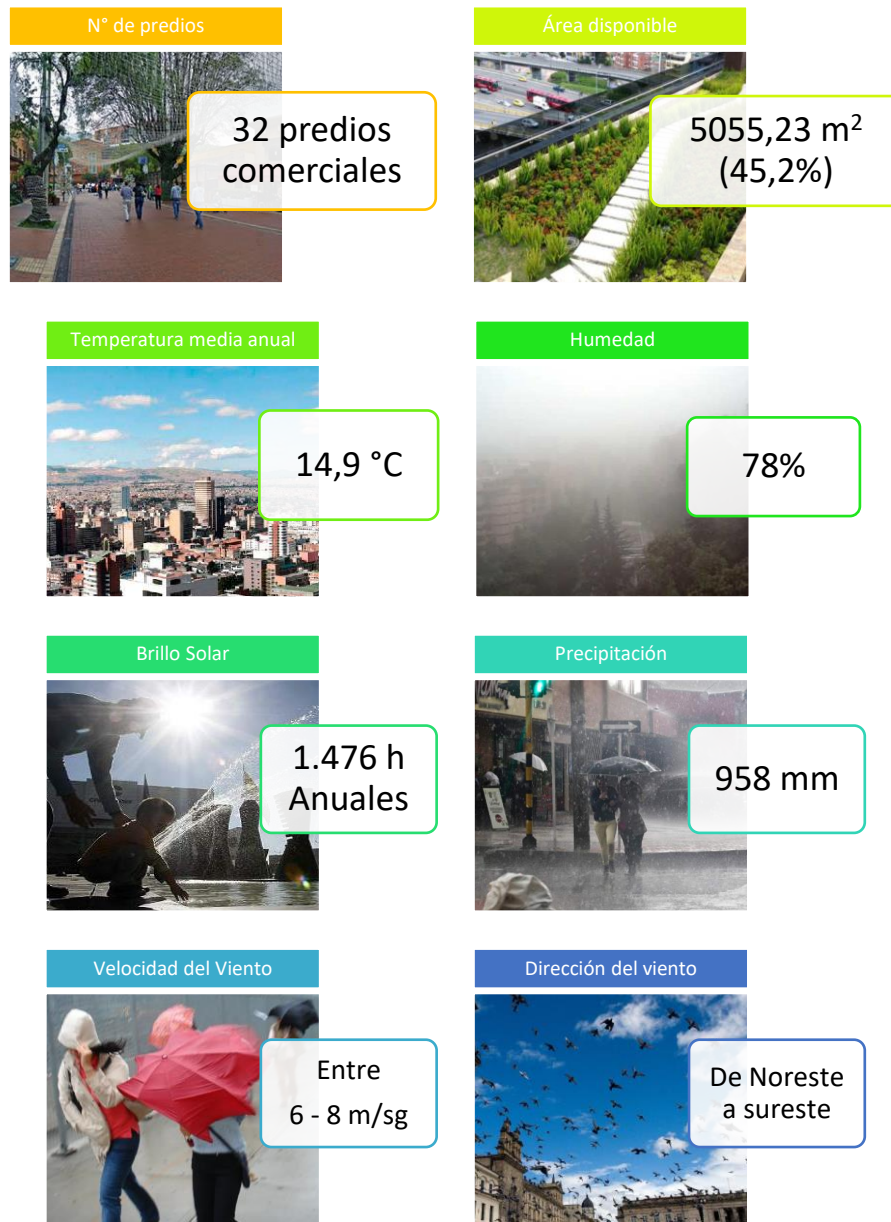 N° de predios
32 predios
comerciales
Área disponible
5055,23 m²
(45,2%)
Temperatura media anual
14,9 °C
Humedad
78%
Brillo Solar
1.476 h
Anuales
Precipitación
958 mm
Velocidad del Viento
Entre
6 - 8 m/sg
Dirección del viento
De Noreste
a sureste